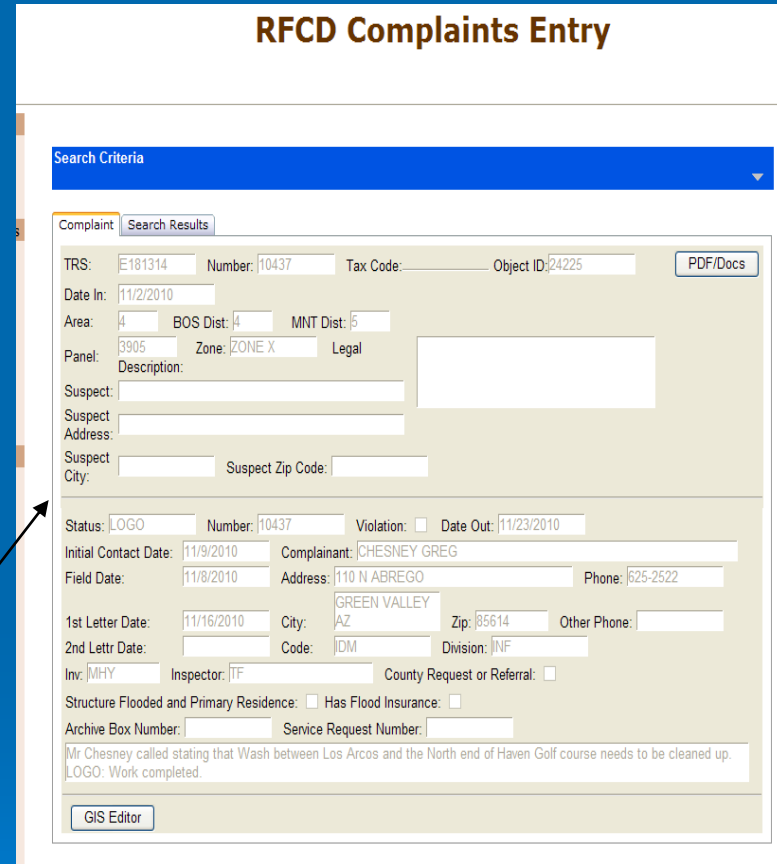 RFCD Complaints Entry
Search Criteria
s
Complaint Search Results
TRS: E181314 Number: 10437 Tax Code: Object ID: 24225 PDF/Docs
Date In: 11/2/2010
Area: 4 BOS Dist: 4 MNT Dist: 5
Panel: 3905 Zone: ZONE X Legal
Description:
Suspect:
Suspect
Address:
Suspect
City: Suspect Zip Code:
Status: LOGO Number: 10437 Violation: Date Out: 11/23/2010
Initial Contact Date: 11/9/2010 Complainant: CHESNEY GREG
Field Date: 11/8/2010 Address: 110 N ABREGO Phone: 625-2522
GREEN VALLEY
1st Letter Date: 11/16/2010 City: AZ Zip: 85614 Other Phone:
2nd Lettr Date: Code: IDM Division: INF
Inv: MHY Inspector: TF County Request or Referral:
Structure Flooded and Primary Residence: Has Flood Insurance:
Archive Box Number: Service Request Number:
Mr Chesney called stating that Wash between Los Arcos and the North end of Haven Golf course needs to be cleaned up.
LOGO: Work completed.
GIS Editor